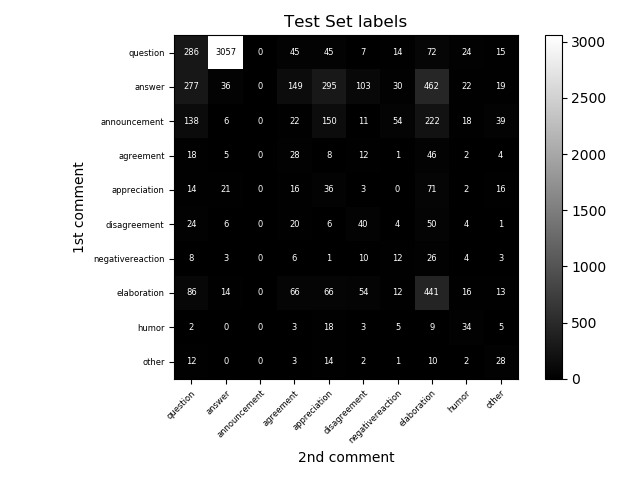 Test Set labels
question 286 3057 0 45 45 7 14 72 24 15
answer 277 36 0 149 295 103 30 462 22 19
announcement 138 6 0 22 150 11 54 222 18 39
agreement 18 5 0 28 8 12 1 46 2 4
appreciation 14 21 0 16 36 3 0 71 2 16
disagreement 24 6 0 20 6 40 4 50 4 1
negativereaction 8 3 0 6 1 10 12 26 4 3
elaboration 86 14 0 66 66 54 12 441 16 13
humor 2 0 0 3 18 3 5 9 34 5
other 12 0 0 3 14 2 1 10 2 28
question answer announcement agreement appreciation disagreement negativereaction elaboration humor other
1st comment
2nd comment
3000
2500
2000
1500
1000
500
0